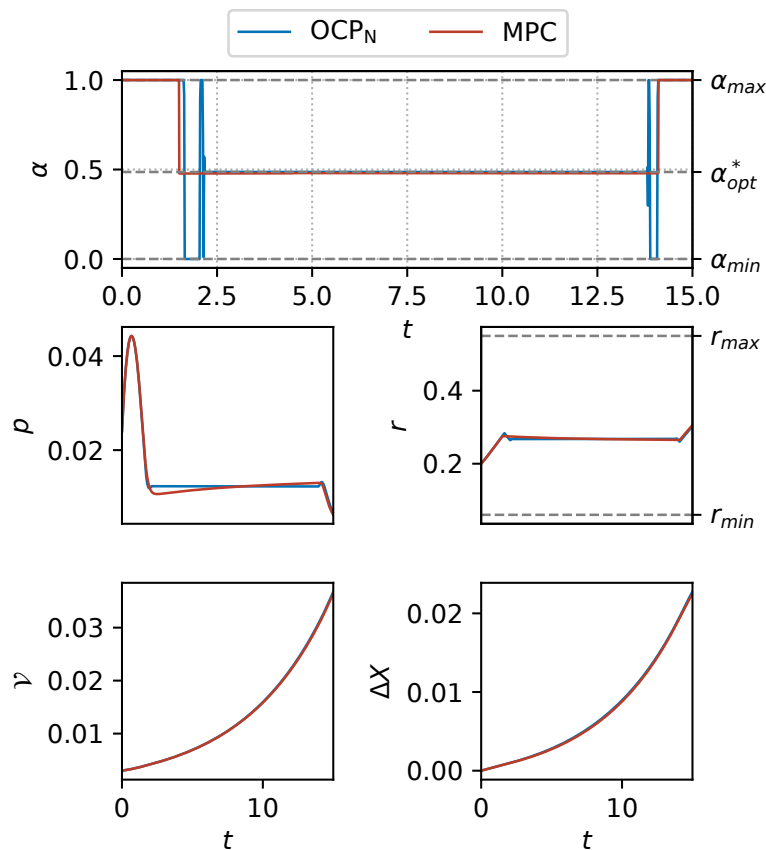 OCP_N MPC
1.0
0.5
0.0
α
α_max
α*_opt
α_min
0.0 2.5 5.0 7.5 10.0 12.5 15.0
t
0.04
0.02
p
0.4
0.2
r
r_max
r_min
0.03
0.02
0.01
𝒱
0 10
t
0.02
0.01
0.00
ΔX
0 10
t